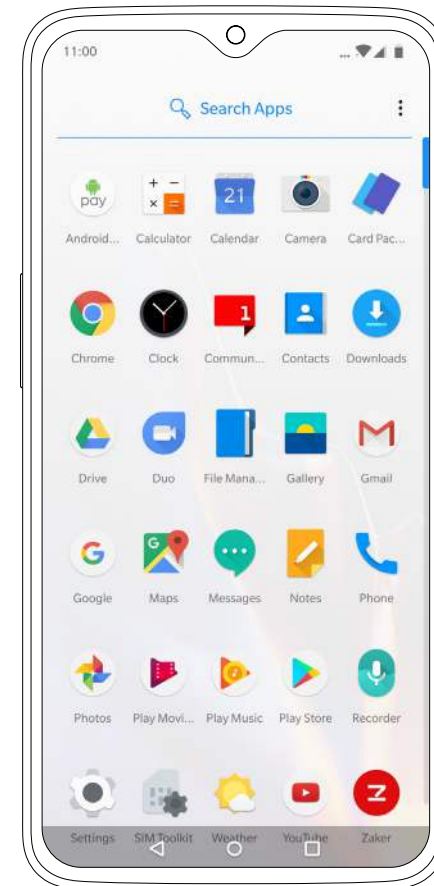 11:00 ...
Search Apps
pay 21
Android... Calculator Calendar Camera Card Pac...
1
Chrome Clock Commun... Contacts Downloads
Drive Duo File Mana... Gallery Gmail
G G
Google Maps Messages Notes Phone
Photos Play Movi... Play Music Play Store Recorder
Z
Settings SIM Toolkit Weather YouTube Zaker